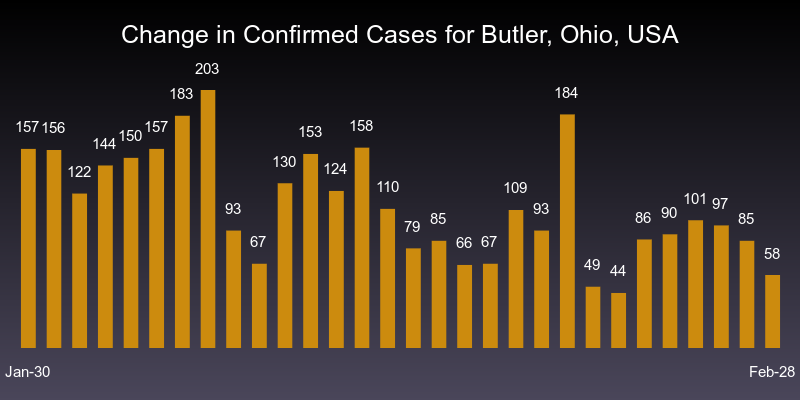 Change in Confirmed Cases for Butler, Ohio, USA
157 156 122 144 150 157 183 203 93 67 130 153 124 158 110 79 85 66 67 109 93 184 49 44 86 90 101 97 85 58
Jan-30 Feb-28